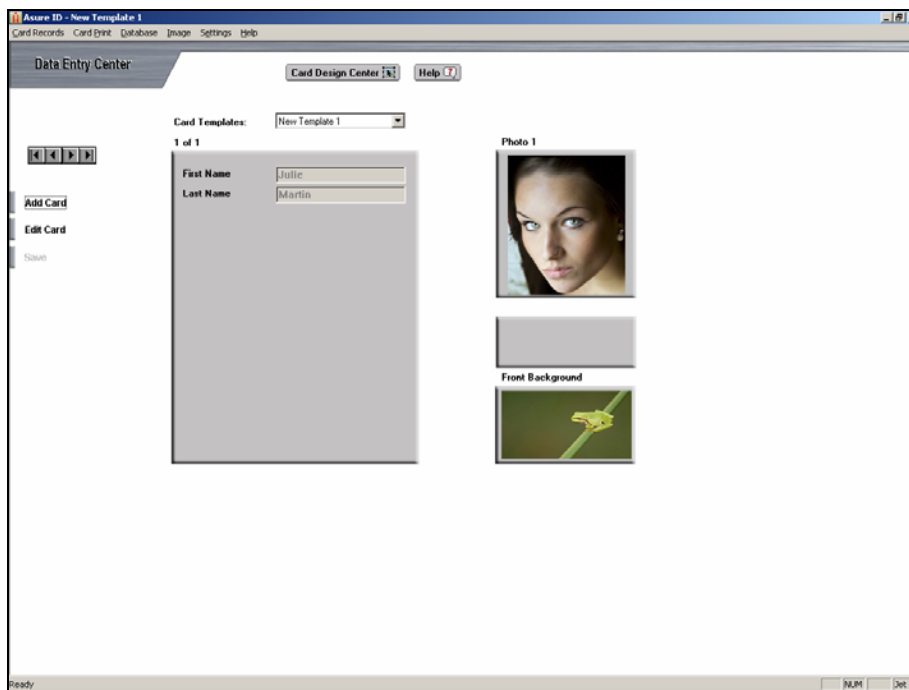 Asure ID - New Template 1
Card Records Card Print Database Image Settings Help
Data Entry Center
Card Design Center Help
Card Templates: New Template 1
1 of 1
Photo 1
First Name Julie
Last Name Martin
Add Card
Edit Card
Save
Front Background
Ready NUM Jet